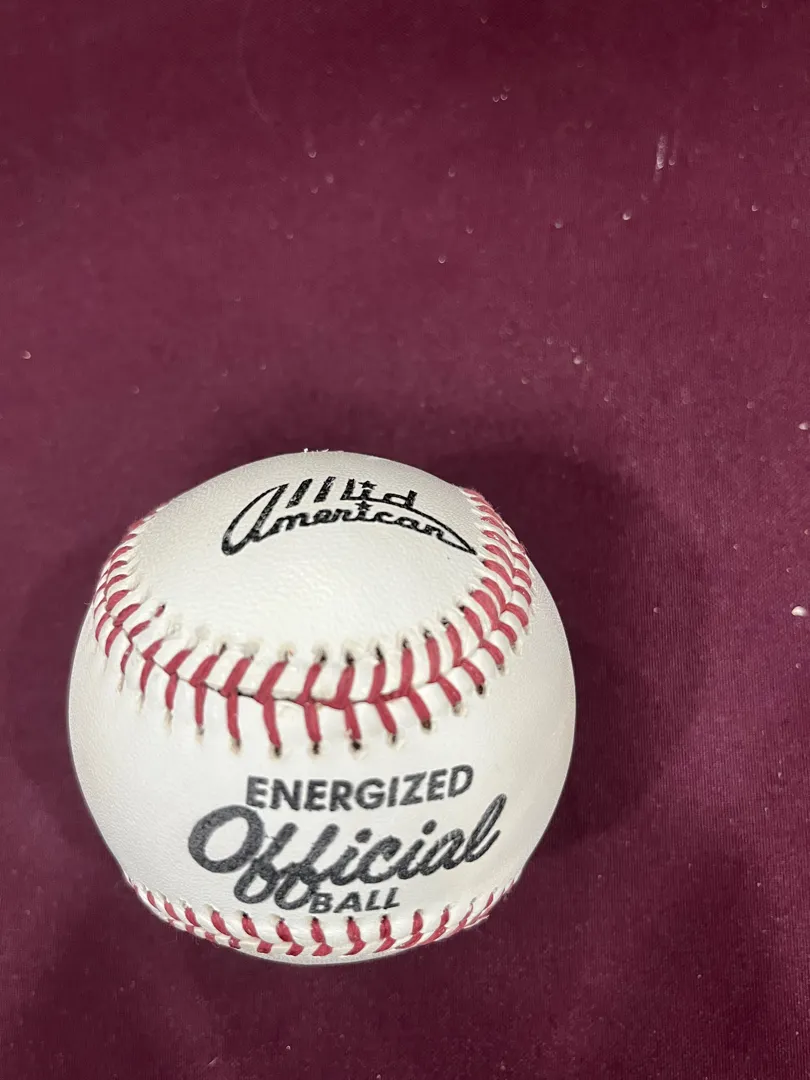 Mid
American
ENERGIZED
Official
BALL